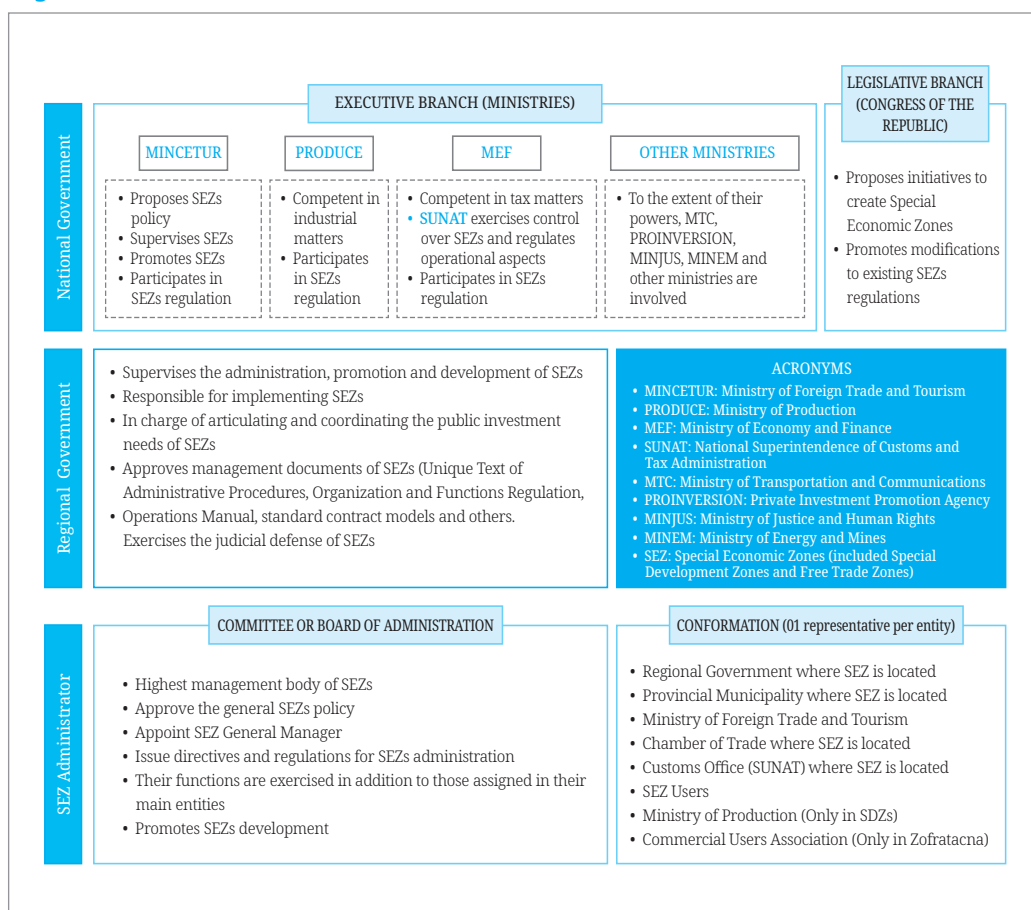 National Government
EXECUTIVE BRANCH (MINISTRIES)
MINCETUR
• Proposes SEZs
policy
• Supervises SEZs
• Promotes SEZs
• Participates in
SEZs regulation
PRODUCE
• Competent in
industrial
matters
• Participates
in SEZs
regulation
MEF
• Competent in tax matters
• SUNAT exercises control
over SEZs and regulates
operational aspects
• Participates in SEZs
regulation
OTHER MINISTRIES
• To the extent of their
powers, MTC,
PROINVERSION,
MINJUS, MINEM and
other ministries are
involved
LEGISLATIVE BRANCH
(CONGRESS OF THE
REPUBLIC)
• Proposes initiatives to
create Special
Economic Zones
• Promotes modifications
to existing SEZs
regulations
Regional Government
• Supervises the administration, promotion and development of SEZs
• Responsible for implementing SEZs
• In charge of articulating and coordinating the public investment
needs of SEZs
• Approves management documents of SEZs (Unique Text of
Administrative Procedures, Organization and Functions Regulation,
• Operations Manual, standard contract models and others.
Exercises the judicial defense of SEZs
ACRONYMS
• MINCETUR: Ministry of Foreign Trade and Tourism
• PRODUCE: Ministry of Production
• MEF: Ministry of Economy and Finance
• SUNAT: National Superintendence of Customs and
Tax Administration
• MTC: Ministry of Transportation and Communications
• PROINVERSION: Private Investment Promotion Agency
• MINJUS: Ministry of Justice and Human Rights
• MINEM: Ministry of Energy and Mines
• SEZ: Special Economic Zones (included Special
Development Zones and Free Trade Zones)
SEZ Administrator
COMMITTEE OR BOARD OF ADMINISTRATION
• Highest management body of SEZs
• Approve the general SEZs policy
• Appoint SEZ General Manager
• Issue directives and regulations for SEZs administration
• Their functions are exercised in addition to those assigned in their
main entities
• Promotes SEZs development
CONFORMATION (01 representative per entity)
• Regional Government where SEZ is located
• Provincial Municipality where SEZ is located
• Ministry of Foreign Trade and Tourism
• Chamber of Trade where SEZ is located
• Customs Office (SUNAT) where SEZ is located
• SEZ Users
• Ministry of Production (Only in SDZs)
• Commercial Users Association (Only in Zofratacna)